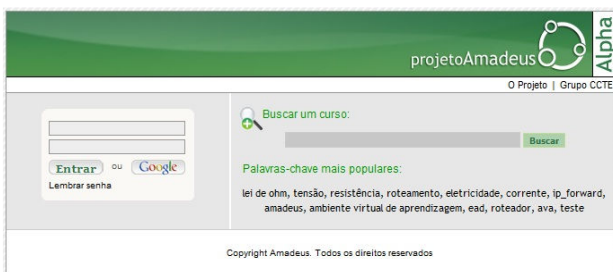 projetoAmadeus
Alpha
O Projeto | Grupo CCTE
Buscar um curso:
Buscar
Entrar ou Google
Lembrar senha
Palavras-chave mais populares:
lei de ohm, tensão, resistência, roteamento, eletricidade, corrente, ip_forward,
amadeus, ambiente virtual de aprendizagem, ead, roteador, ava, teste
Copyright Amadeus. Todos os direitos reservados